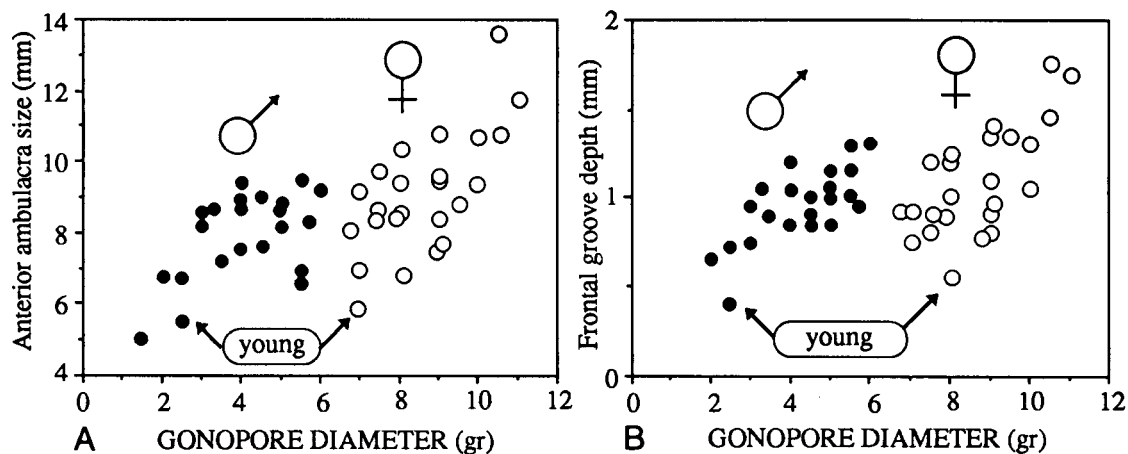 Anterior ambulacra size (mm)
14
12
10
8
6
4
young
0 2 4 6 8 10 12
A GONOPORE DIAMETER (gr)
Frontal groove depth (mm)
2
1
0
young
0 2 4 6 8 10 12
B GONOPORE DIAMETER (gr)